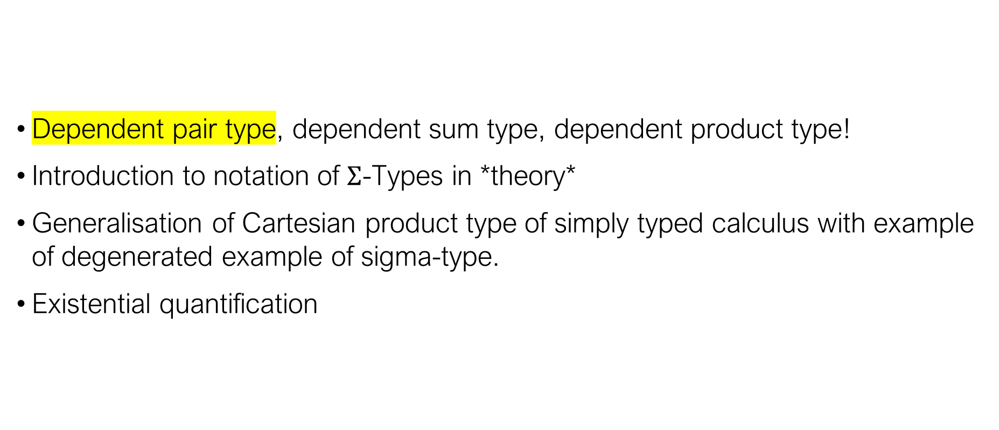 • Dependent pair type, dependent sum type, dependent product type!
• Introduction to notation of Σ-Types in *theory*
• Generalisation of Cartesian product type of simply typed calculus with example
of degenerated example of sigma-type.
• Existential quantification